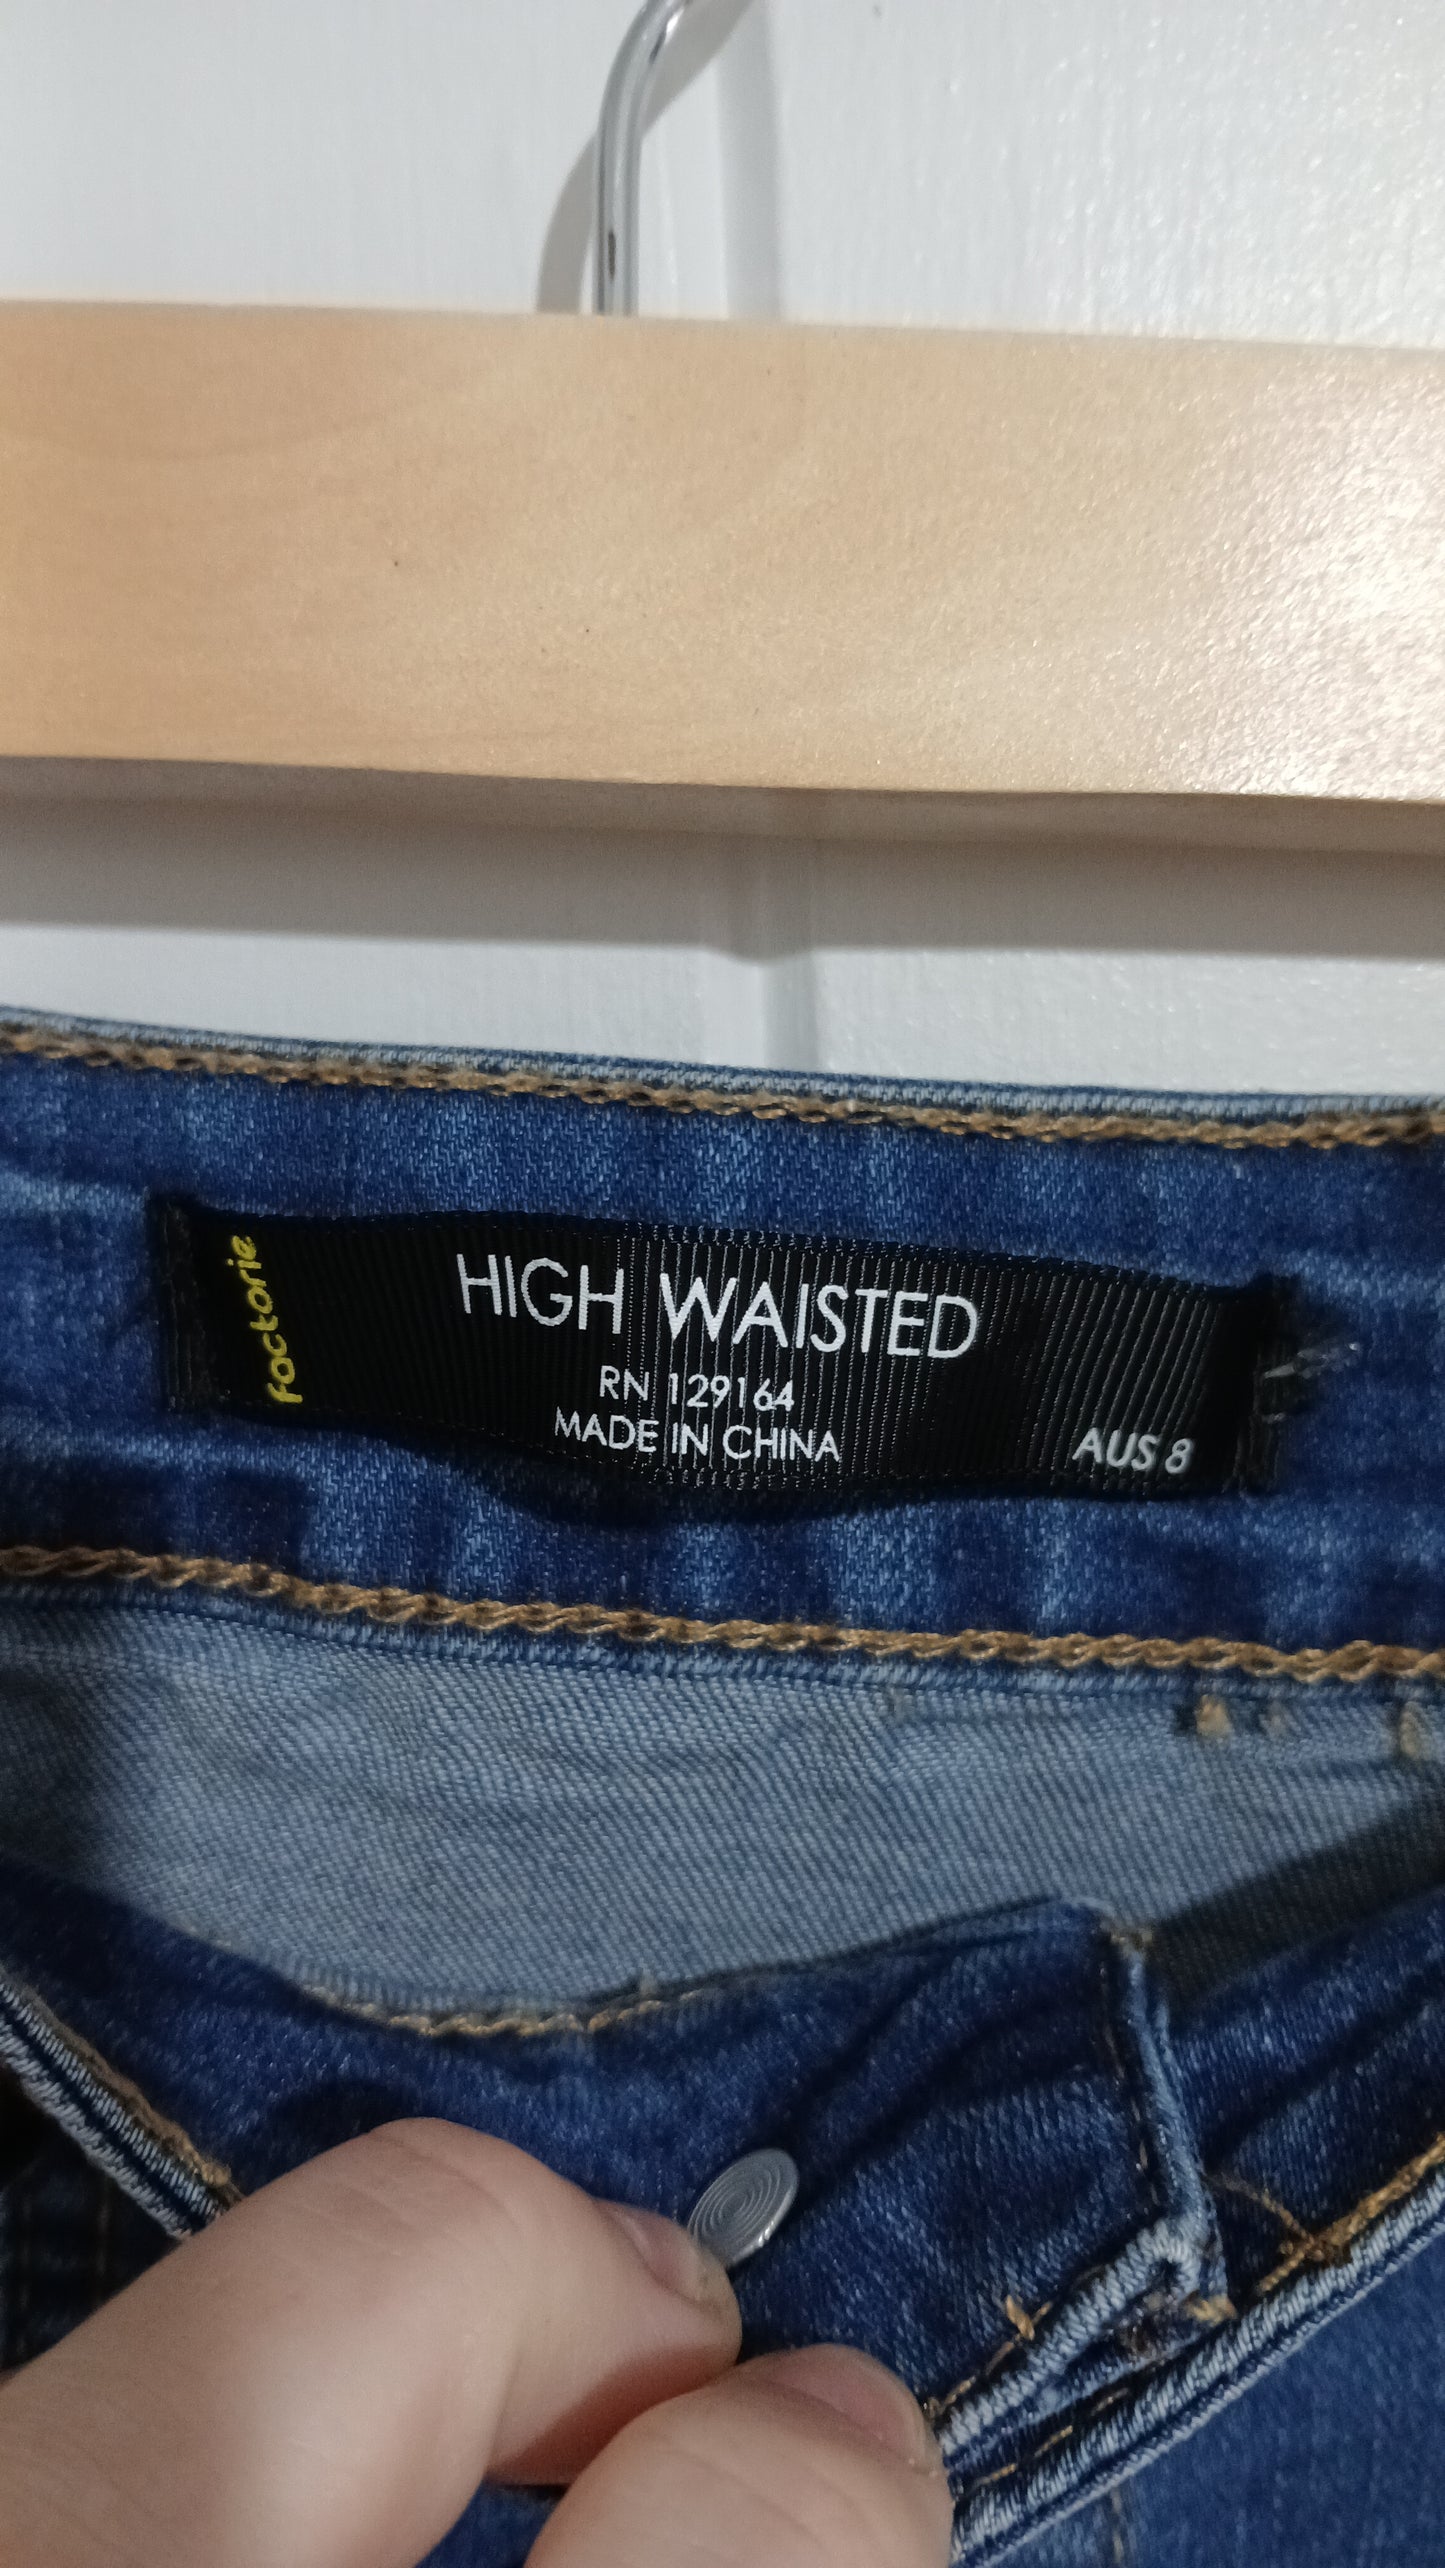 factorie
HIGH WAISTED
RN 129164
MADE IN CHINA
AUS 8